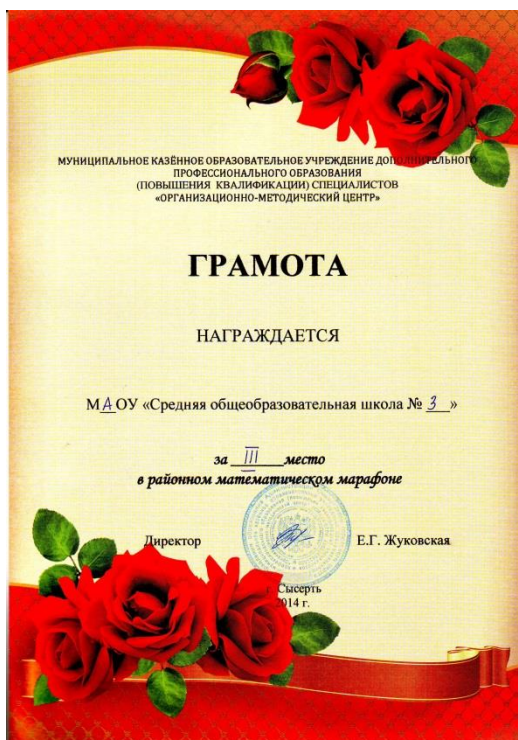 МУНИЦИПАЛЬНОЕ КАЗЁННОЕ ОБРАЗОВАТЕЛЬНОЕ УЧРЕЖДЕНИЕ ДОПОЛНИТЕЛЬНОГО
ПРОФЕССИОНАЛЬНОГО ОБРАЗОВАНИЯ
(ПОВЫШЕНИЯ КВАЛИФИКАЦИИ) СПЕЦИАЛИСТОВ
«ОРГАНИЗАЦИОННО-МЕТОДИЧЕСКИЙ ЦЕНТР»
ГРАМОТА
НАГРАЖДАЕТСЯ
МАОУ «Средняя общеобразовательная школа № 3 »
за III место
в районном математическом марафоне
Директор Е.Г. Жуковская
г. Сысерть
2014 г.